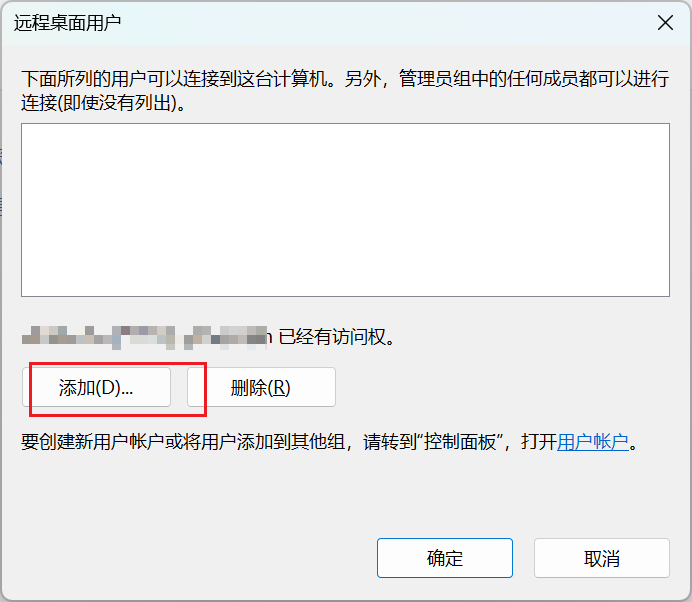 远程桌面用户
下面所列的用户可以连接到这台计算机。另外，管理员组中的任何成员都可以进行
连接(即使没有列出)。
已经有访问权。
添加(D)...
删除(R)
要创建新用户帐户或将用户添加到其他组，请转到“控制面板”，打开用户帐户。
确定
取消